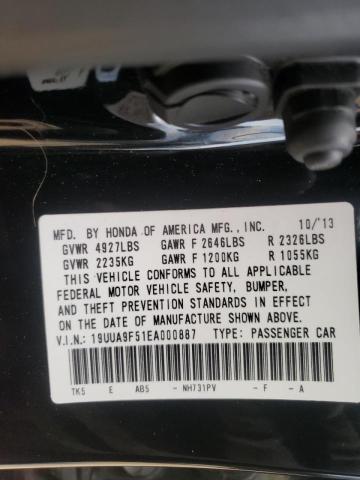 MFD. BY HONDA OF AMERICA MFG., INC. 10/'13
GVWR 4927LBS GAWR F 2646LBS R 2326LBS
GVWR 2235KG GAWR F 1200KG R 1055KG
THIS VEHICLE CONFORMS TO ALL APPLICABLE
FEDERAL MOTOR VEHICLE SAFETY, BUMPER,
AND THEFT PREVENTION STANDARDS IN EFFECT
ON THE DATE OF MANUFACTURE SHOWN ABOVE.
V.I.N.: 19UUA9F51EA000887 TYPE: PASSENGER CAR
TK5 E AB5 - NH731PV - F - A